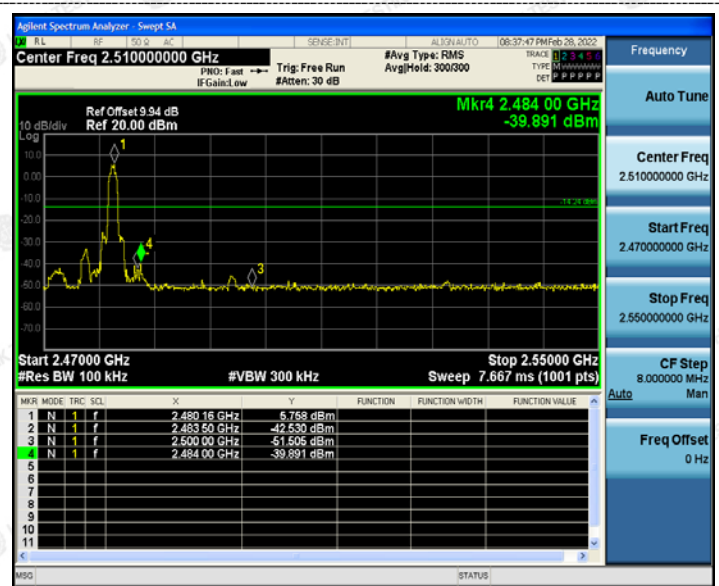 Agilent Spectrum Analyzer - Swept SA
RL RF 50 Ω AC SENSE:INT ALIGNAUTO 08:37:47 PM Feb 28, 2022
Center Freq 2.510000000 GHz
PNO: Fast Trig: Free Run #Avg Type: RMS TRACE 1 2 3 4 5 6
IFGain:Low #Atten: 30 dB Avg|Hold: 300/300 TYPE M W W W W W
DET P P P P P P
Frequency
Auto Tune
Center Freq
2.510000000 GHz
Start Freq
2.470000000 GHz
Stop Freq
2.550000000 GHz
CF Step
8.000000 MHz
Auto Man
Freq Offset
0 Hz
Mkr4 2.484 00 GHz
-39.891 dBm
Ref Offset 9.94 dB
10 dB/div Ref 20.00 dBm
Log
10.0
0.00
-10.0
-20.0
-30.0
-40.0
-50.0
-60.0
-70.0
1
4
3
-14.24 dBm
Start 2.47000 GHz Stop 2.55000 GHz
#Res BW 100 kHz #VBW 300 kHz Sweep 7.667 ms (1001 pts)
MKR MODE TRC SCL X Y FUNCTION FUNCTION WIDTH FUNCTION VALUE
1 N 1 f 2.480 16 GHz 5.758 dBm
2 N 1 f 2.483 50 GHz -42.530 dBm
3 N 1 f 2.500 00 GHz -51.505 dBm
4 N 1 f 2.484 00 GHz -39.891 dBm
5
6
7
8
9
10
11
MSG STATUS